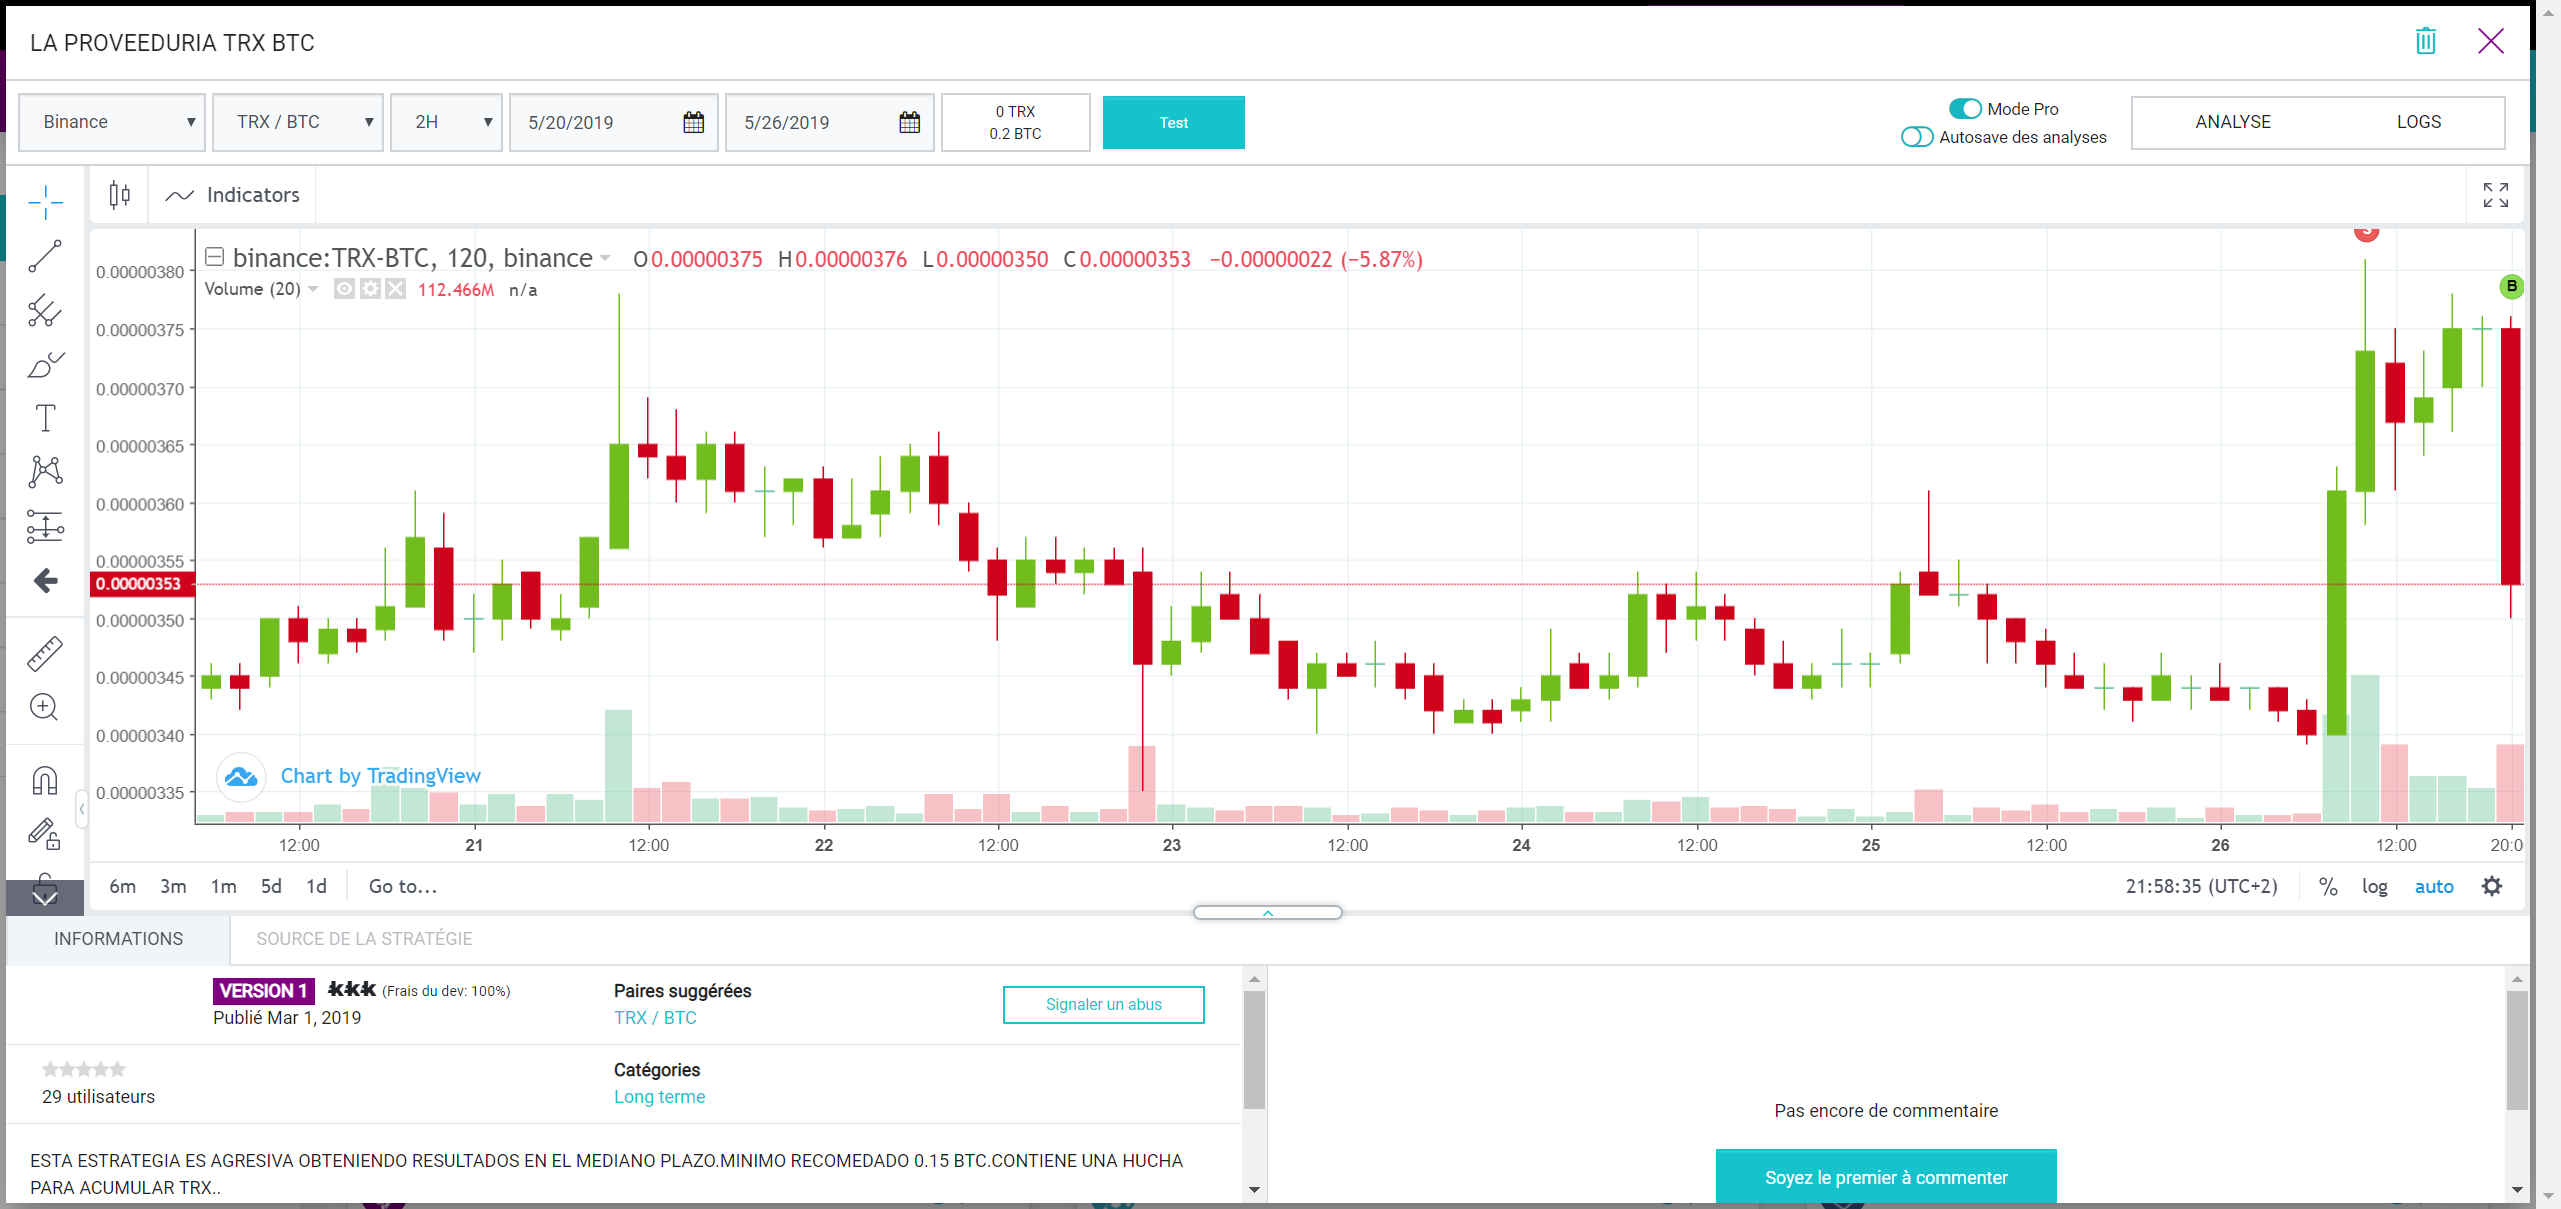 LA PROVEEDURIA TRX BTC
Binance
TRX / BTC
2H
5/20/2019
5/26/2019
0 TRX
0.2 BTC
Test
Mode Pro
Autosave des analyses
ANALYSE
LOGS
Indicators
binance:TRX-BTC, 120, binance O0.00000375 H0.00000376 L0.00000350 C0.00000353 −0.00000022 (−5.87%)
Volume (20) 112.466M n/a
0.00000380
0.00000375
0.00000370
0.00000365
0.00000360
0.00000355
0.00000353
0.00000350
0.00000345
0.00000340
0.00000335
B
Chart by TradingView
12:00 21 12:00 22 12:00 23 12:00 24 12:00 25 12:00 26 12:00 20:0
6m 3m 1m 5d 1d Go to...
21:58:35 (UTC+2) % log auto
INFORMATIONS
SOURCE DE LA STRATÉGIE
VERSION 1 kkk (Frais du dev: 100%)
Publié Mar 1, 2019
Paires suggérées
TRX / BTC
Signaler un abus
29 utilisateurs
Catégories
Long terme
ESTA ESTRATEGIA ES AGRESIVA OBTENIENDO RESULTADOS EN EL MEDIANO PLAZO.MINIMO RECOMEDADO 0.15 BTC.CONTIENE UNA HUCHA
PARA ACUMULAR TRX..
Pas encore de commentaire
Soyez le premier à commenter